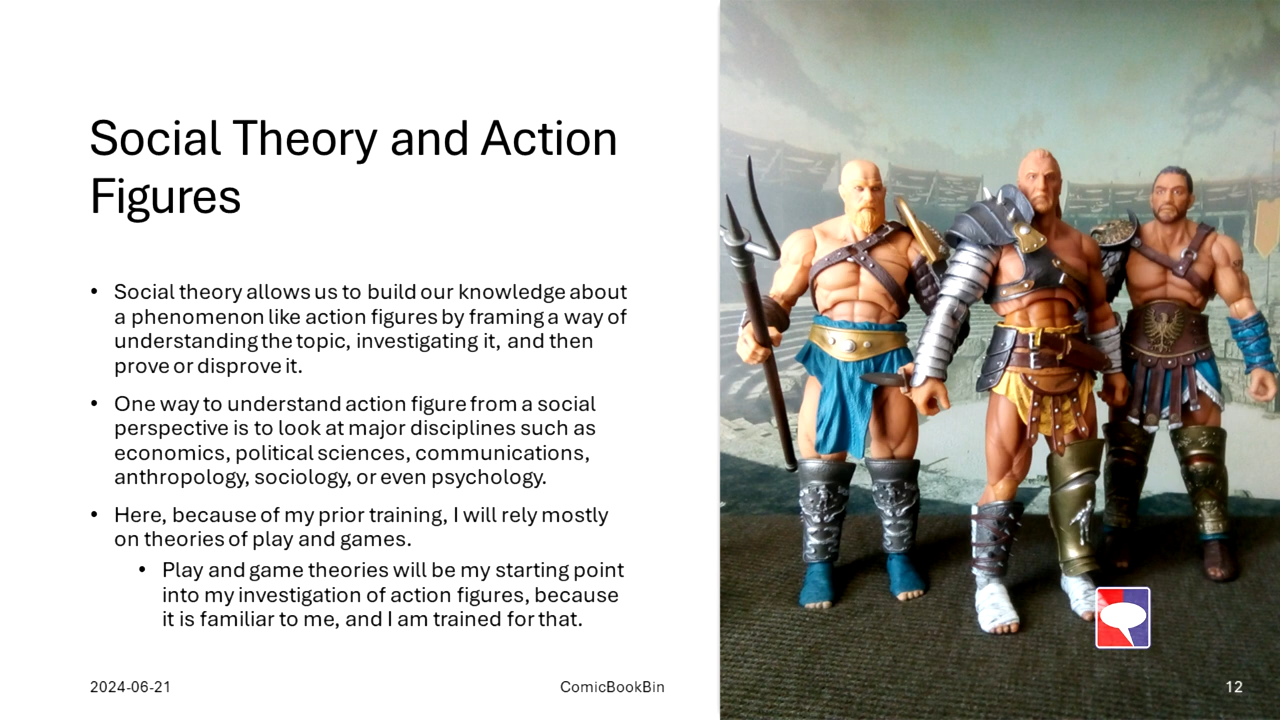 Social Theory and Action
Figures
• Social theory allows us to build our knowledge about
a phenomenon like action figures by framing a way of
understanding the topic, investigating it, and then
prove or disprove it.
• One way to understand action figure from a social
perspective is to look at major disciplines such as
economics, political sciences, communications,
anthropology, sociology, or even psychology.
• Here, because of my prior training, I will rely mostly
on theories of play and games.
• Play and game theories will be my starting point
into my investigation of action figures, because
it is familiar to me, and I am trained for that.
2024-06-21
ComicBookBin
12